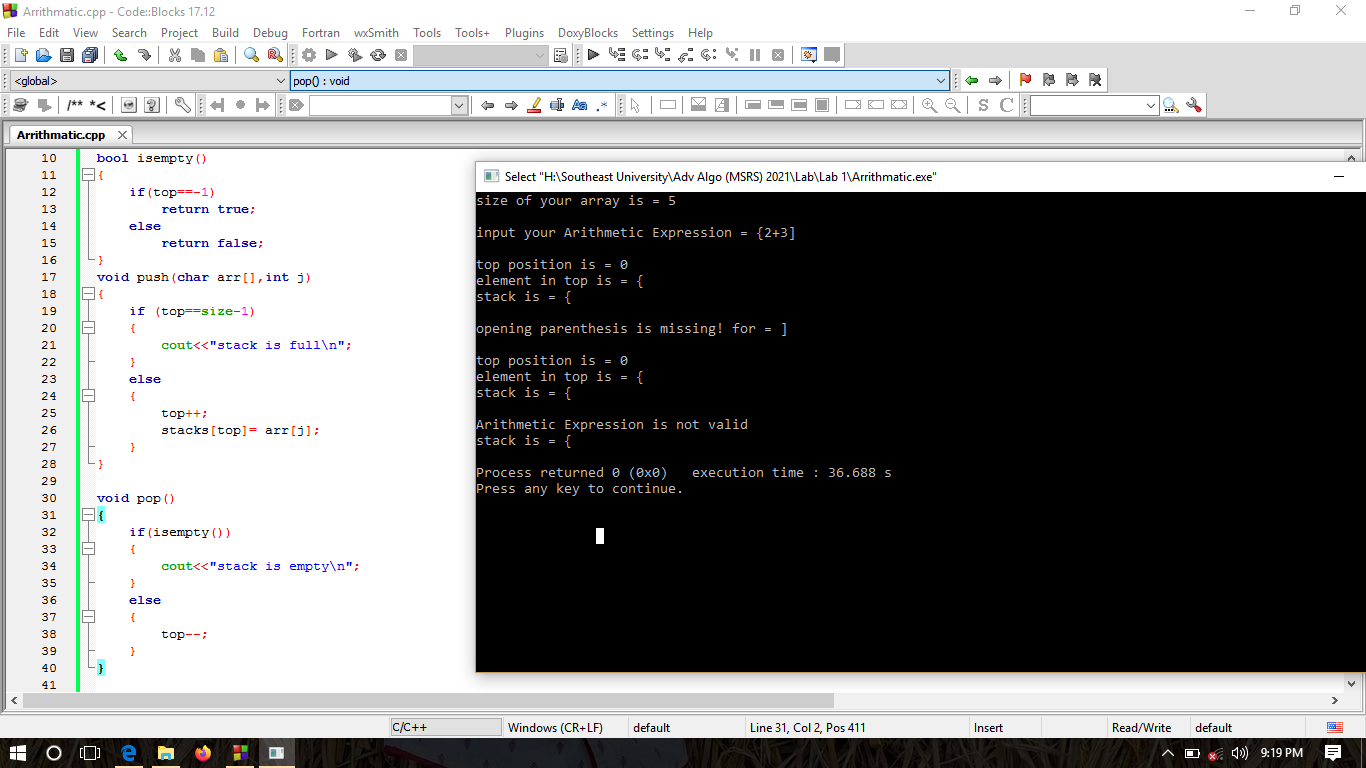 Arrithmatic.cpp - Code::Blocks 17.12
File Edit View Search Project Build Debug Fortran wxSmith Tools Tools+ Plugins DoxyBlocks Settings Help
<global>
pop() : void
/** *<
Aa .*
S C
Arrithmatic.cpp
10 bool isempty()
11 {
12 if(top==-1)
13 return true;
14 else
15 return false;
16 }
17 void push(char arr[],int j)
18 {
19 if (top==size-1)
20 {
21 cout<<"stack is full\n";
22 }
23 else
24 {
25 top++;
26 stacks[top]= arr[j];
27 }
28 }
29
30 void pop()
31 {
32 if(isempty())
33 {
34 cout<<"stack is empty\n";
35 }
36 else
37 {
38 top--;
39 }
40 }
41
Select "H:\Southeast University\Adv Algo (MSRS) 2021\Lab\Lab 1\Arrithmatic.exe"
size of your array is = 5
input your Arithmetic Expression = {2+3]
top position is = 0
element in top is = {
stack is = {
opening parenthesis is missing! for = ]
top position is = 0
element in top is = {
stack is = {
Arithmetic Expression is not valid
stack is = {
Process returned 0 (0x0) execution time : 36.688 s
Press any key to continue.
C/C++ Windows (CR+LF) default Line 31, Col 2, Pos 411 Insert Read/Write default
9:19 PM